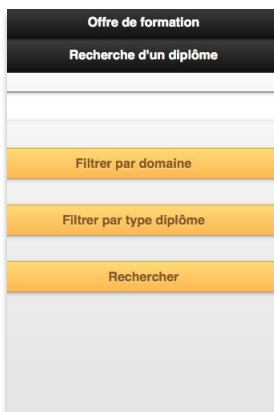 Offre de formation
Recherche d'un diplôme
Filtrer par domaine
Filtrer par type diplôme
Rechercher